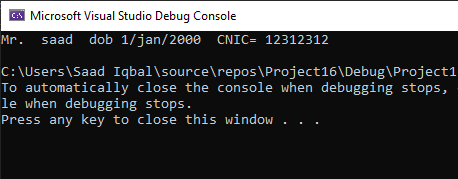 Microsoft Visual Studio Debug Console
Mr.  saad  dob 1/jan/2000  CNIC= 12312312
C:\Users\Saad Iqbal\source\repos\Project16\Debug\Project1
To automatically close the console when debugging stops,
le when debugging stops.
Press any key to close this window . . .